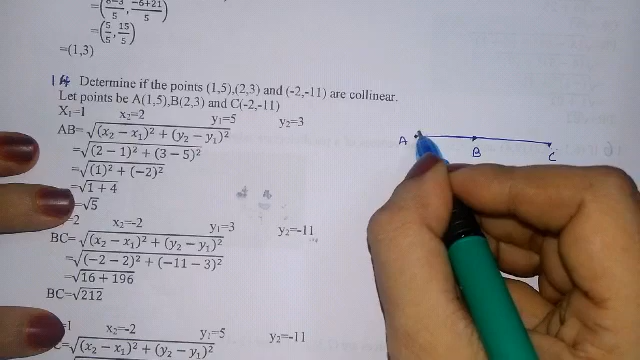 =(6-3/5, -6+21/5)
=(5/5, 15/5)
=(1,3)
14 Determine if the points (1,5),(2,3) and (-2,-11) are collinear.
Let points be A(1,5),B(2,3) and C(-2,-11)
X₁=1 x₂=2 y₁=5 y₂=3
AB=√(x₂ − x₁)² + (y₂ − y₁)²
=√(2 − 1)² + (3 − 5)²
=√(1)² + (−2)²
=√1 + 4
=√5
=2 x₂=-2 y₁=3 y₂=-11
BC=√(x₂ − x₁)² + (y₂ − y₁)²
=√(−2 − 2)² + (−11 − 3)²
=√16 + 196
BC=√212
=1 x₂=-2 y₁=5 y₂=-11
=√(x₂ − x₁)² + (y₂ − y₁)²
A B C